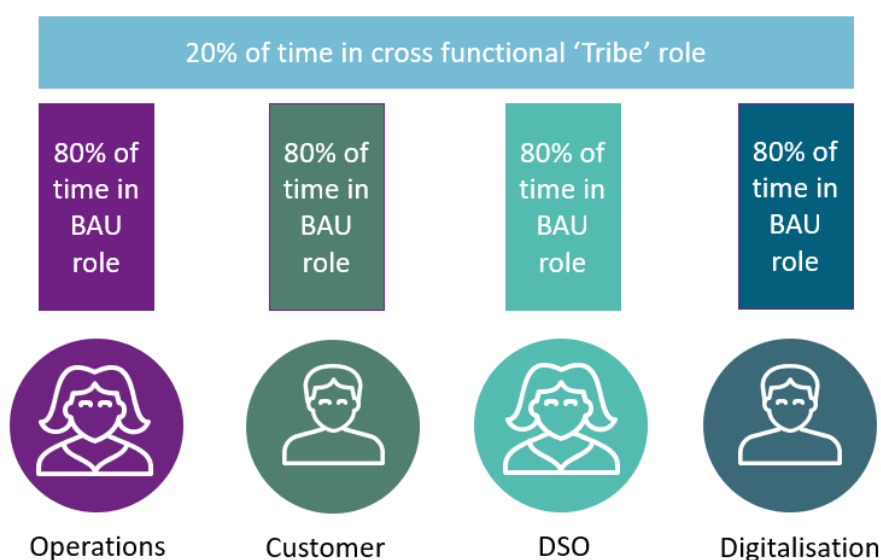 20% of time in cross functional ‘Tribe’ role
80% of
time in
BAU
role
80% of
time in
BAU
role
80% of
time in
BAU
role
80% of
time in
BAU
role
Operations
Customer
DSO
Digitalisation